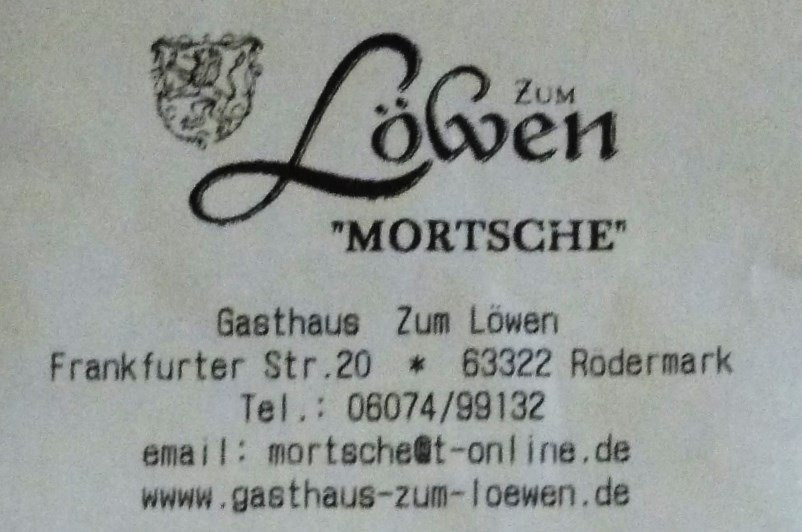 ZUM
Löwen
"MORTSCHE"
Gasthaus Zum Löwen
Frankfurter Str.20 * 63322 Rödermark
Tel.: 06074/99132
email: mortsche@t-online.de
www.gasthaus-zum-loewen.de